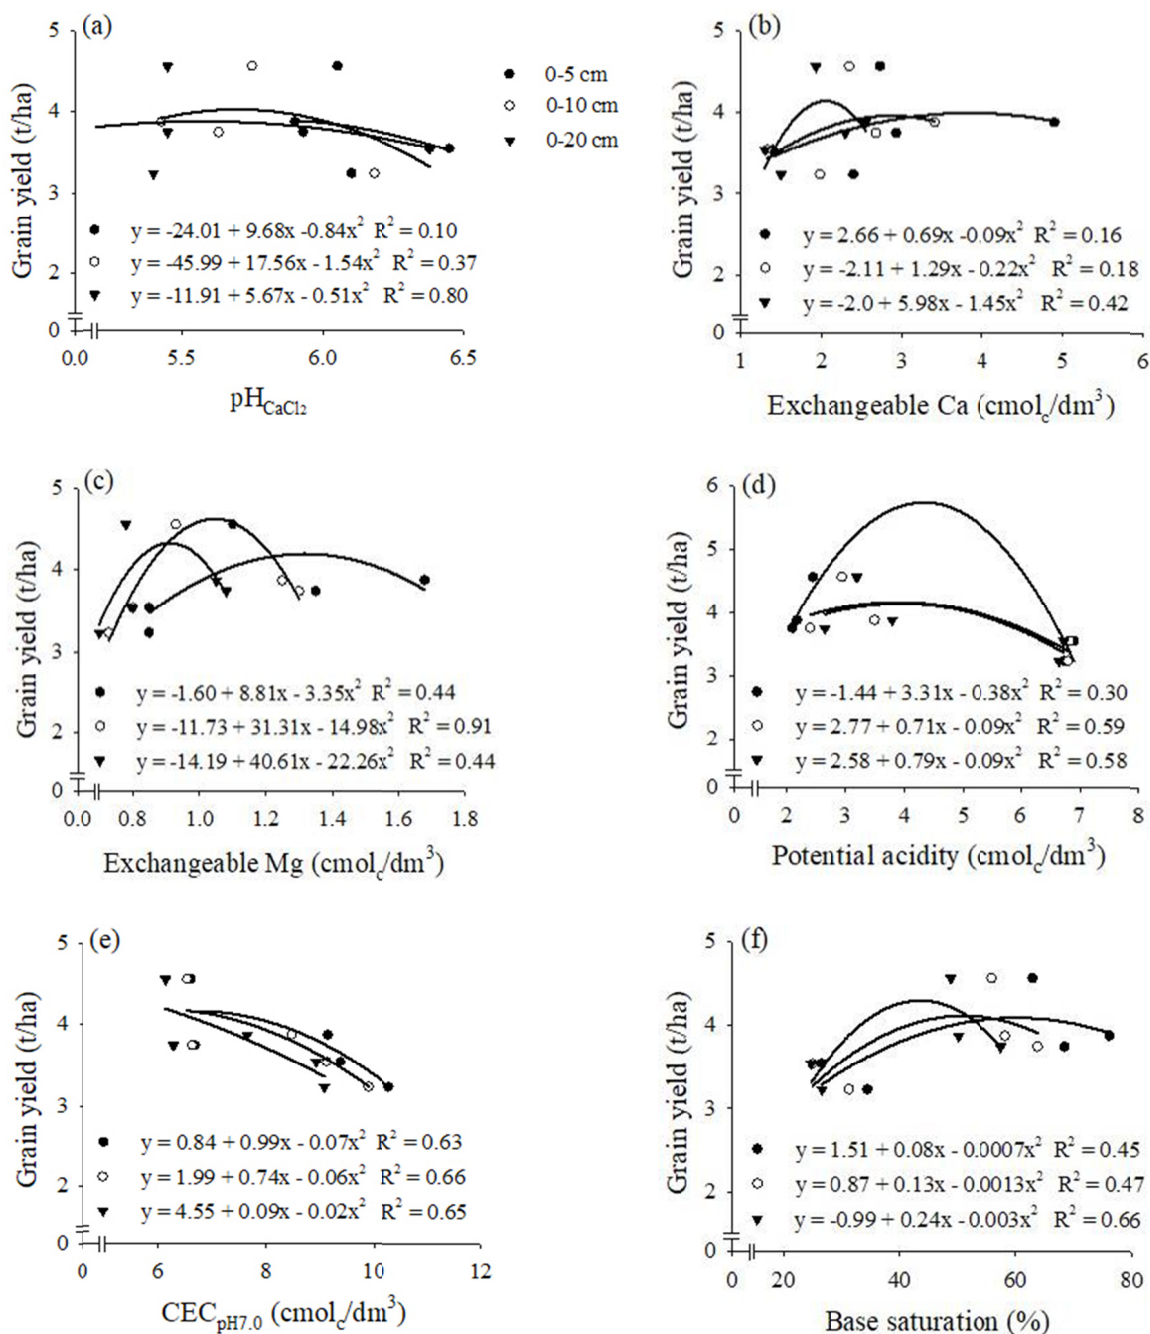 (a)
5
4
3
2
0
Grain yield (t/ha)
y = -24.01 + 9.68x -0.84x² R² = 0.10
y = -45.99 + 17.56x - 1.54x² R² = 0.37
y = -11.91 + 5.67x - 0.51x² R² = 0.80
0.0 5.5 6.0 6.5
pH_CaCl₂
0-5 cm
0-10 cm
0-20 cm
(b)
5
4
3
2
0
Grain yield (t/ha)
y = 2.66 + 0.69x -0.09x² R² = 0.16
y = -2.11 + 1.29x - 0.22x² R² = 0.18
y = -2.0 + 5.98x - 1.45x² R² = 0.42
1 2 3 4 5 6
Exchangeable Ca (cmol_c/dm³)
(c)
5
4
3
2
0
Grain yield (t/ha)
y = -1.60 + 8.81x - 3.35x² R² = 0.44
y = -11.73 + 31.31x - 14.98x² R² = 0.91
y = -14.19 + 40.61x - 22.26x² R² = 0.44
0.0 0.8 1.0 1.2 1.4 1.6 1.8
Exchangeable Mg (cmol_c/dm³)
(d)
6
5
4
3
2
0
Grain yield (t/ha)
y = -1.44 + 3.31x - 0.38x² R² = 0.30
y = 2.77 + 0.71x - 0.09x² R² = 0.59
y = 2.58 + 0.79x - 0.09x² R² = 0.58
0 2 3 4 5 6 7 8
Potential acidity (cmol_c/dm³)
(e)
5
4
3
2
0
Grain yield (t/ha)
y = 0.84 + 0.99x - 0.07x² R² = 0.63
y = 1.99 + 0.74x - 0.06x² R² = 0.66
y = 4.55 + 0.09x - 0.02x² R² = 0.65
0 6 8 10 12
CEC_pH7.0 (cmol_c/dm³)
(f)
5
4
3
2
0
Grain yield (t/ha)
y = 1.51 + 0.08x - 0.0007x² R² = 0.45
y = 0.87 + 0.13x - 0.0013x² R² = 0.47
y = -0.99 + 0.24x - 0.003x² R² = 0.66
0 20 40 60 80
Base saturation (%)